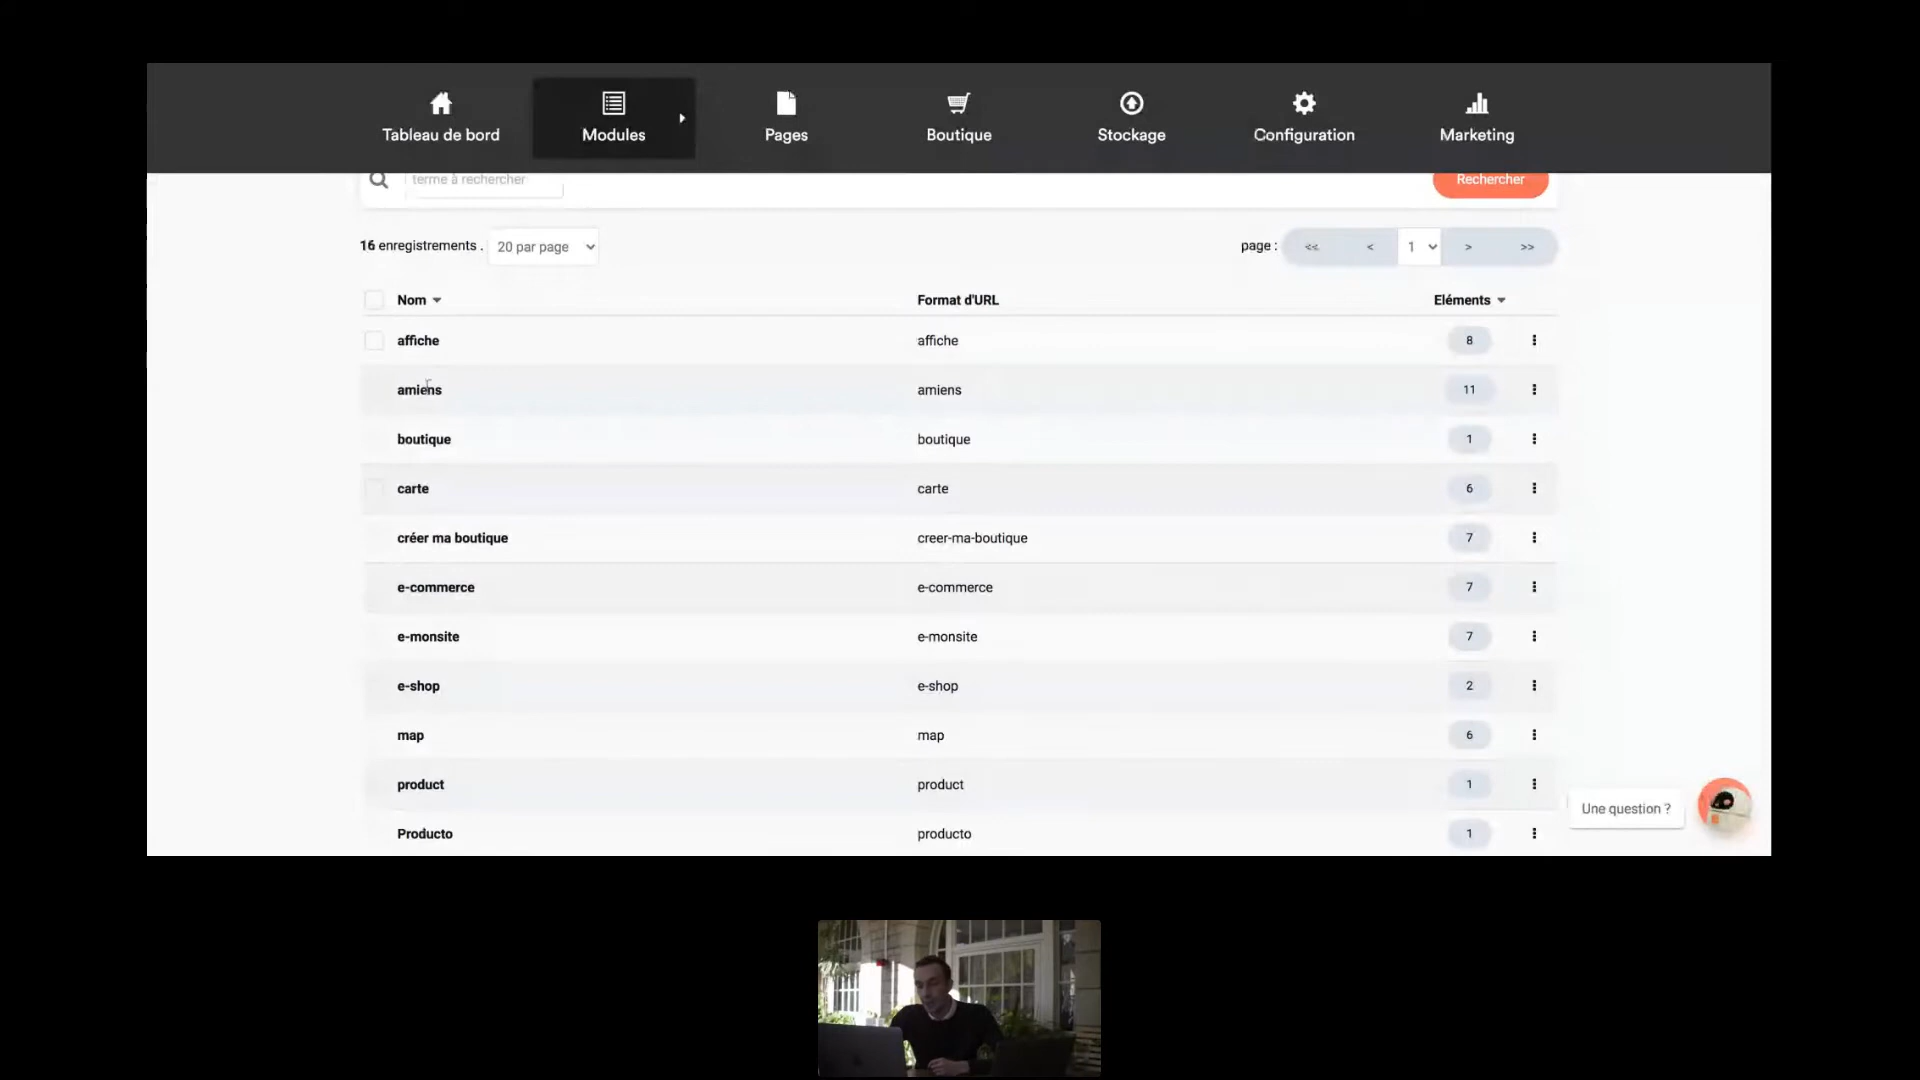 Tableau de bord
Modules
Pages
Boutique
Stockage
Configuration
Marketing
terme à rechercher
Rechercher
16 enregistrements .
20 par page
page :
<<
<
1
>
>>
Nom
Format d'URL
Eléments
affiche affiche 8
amiens amiens 11
boutique boutique 1
carte carte 6
créer ma boutique creer-ma-boutique 7
e-commerce e-commerce 7
e-monsite e-monsite 7
e-shop e-shop 2
map map 6
product product 1
Producto producto 1
Une question ?